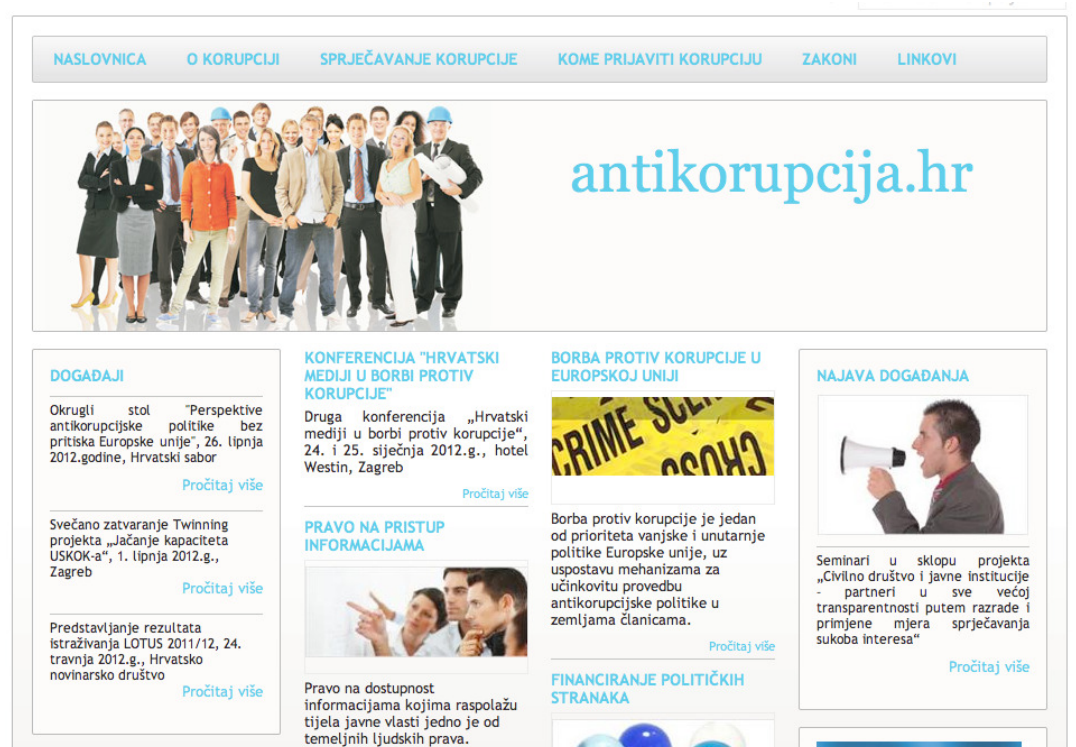 NASLOVNICA O KORUPCIJI SPRJEČAVANJE KORUPCIJE KOME PRIJAVITI KORUPCIJU ZAKONI LINKOVI
antikorupcija.hr
DOGAĐAJI
Okrugli stol "Perspektive
antikorupcijske politike bez
pritiska Europske unije", 26. lipnja
2012.godine, Hrvatski sabor
Pročitaj više
Svečano zatvaranje Twinning
projekta „Jačanje kapaciteta
USKOK-a“, 1. lipnja 2012.g.,
Zagreb
Pročitaj više
Predstavljanje rezultata
istraživanja LOTUS 2011/12, 24.
travnja 2012.g., Hrvatsko
novinarsko društvo
Pročitaj više
KONFERENCIJA "HRVATSKI
MEDIJI U BORBI PROTIV
KORUPCIJE"
Druga konferencija „Hrvatski
mediji u borbi protiv korupcije“,
24. i 25. siječnja 2012.g., hotel
Westin, Zagreb
Pročitaj više
PRAVO NA PRISTUP
INFORMACIJAMA
Pravo na dostupnost
informacijama kojima raspolažu
tijela javne vlasti jedno je od
temeljnih ljudskih prava.
BORBA PROTIV KORUPCIJE U
EUROPSKOJ UNIJI
CRIME SCEN
CROSS
Borba protiv korupcije je jedan
od prioriteta vanjske i unutarnje
politike Europske unije, uz
uspostavu mehanizama za
učinkovitu provedbu
antikorupcijske politike u
zemljama članicama.
Pročitaj više
FINANCIRANJE POLITIČKIH
STRANAKA
NAJAVA DOGAĐANJA
Seminari u sklopu projekta
„Civilno društvo i javne institucije
- partneri u sve većoj
transparentnosti putem razrade i
primjene mjera sprječavanja
sukoba interesa“
Pročitaj više